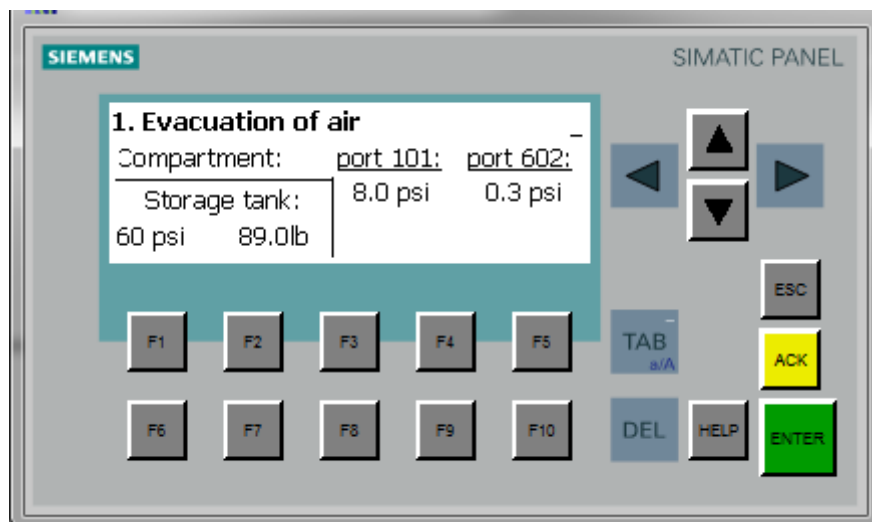 SIEMENS
SIMATIC PANEL
1. Evacuation of air _
Compartment: port 101: port 602:
Storage tank: 8.0 psi 0.3 psi
60 psi 89.0lb
ESC
F1 F2 F3 F4 F5 TAB
a/A
ACK
F6 F7 F8 F9 F10 DEL HELP ENTER